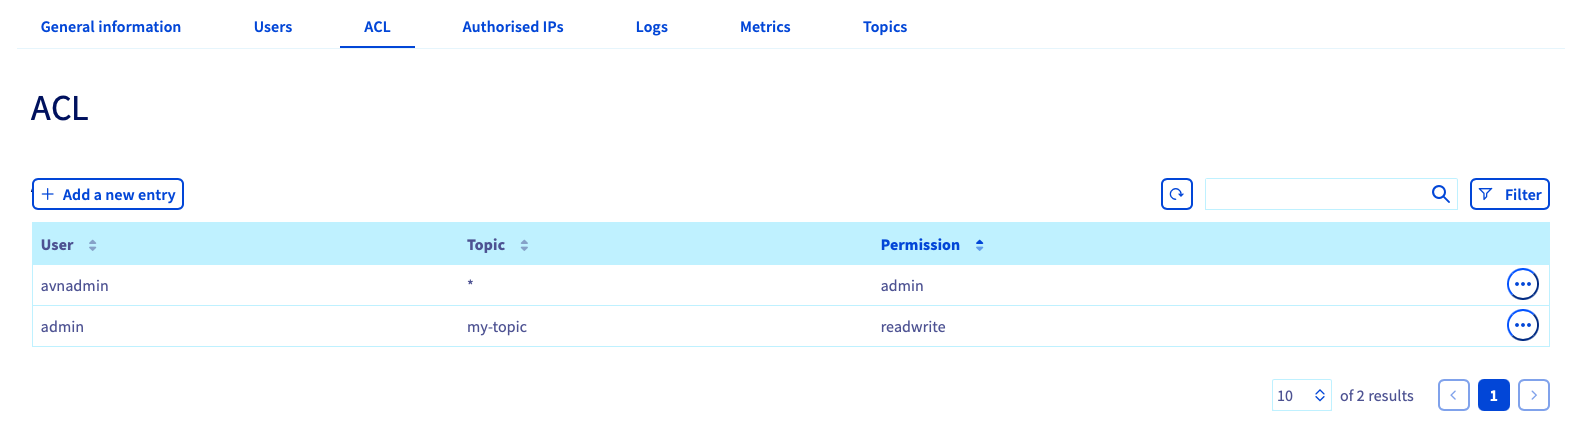 General information Users ACL Authorised IPs Logs Metrics Topics
ACL
Add a new entry Filter
User Topic Permission
avnadmin * admin
admin my-topic readwrite
10 of 2 results 1